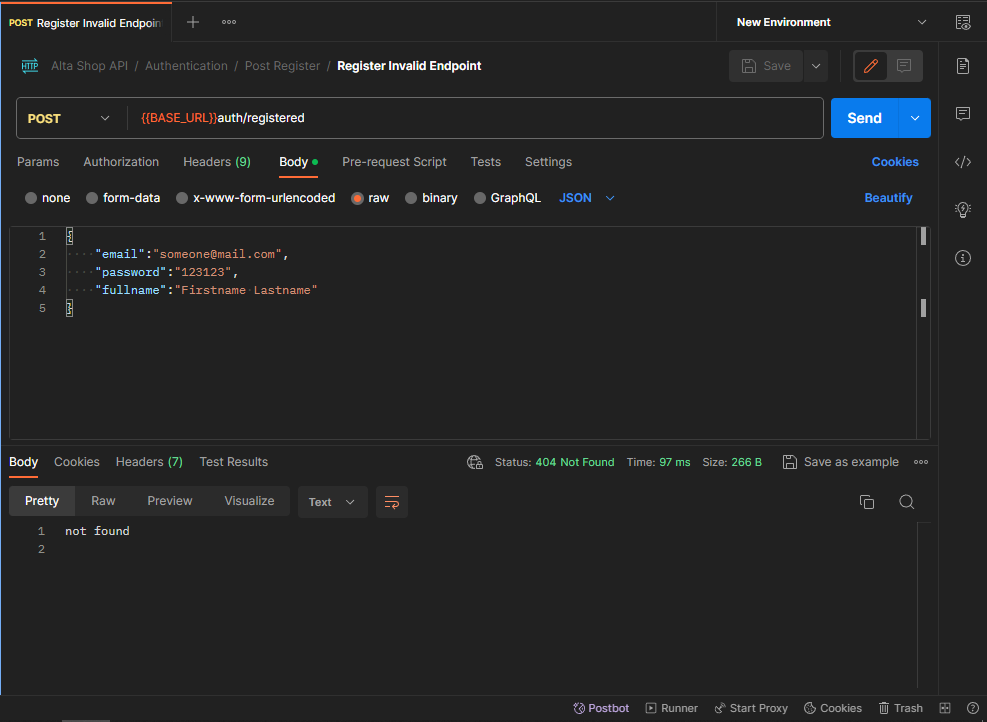 POST Register Invalid Endpoin
New Environment
HTTP Alta Shop API / Authentication / Post Register / Register Invalid Endpoint Save
POST {{BASE_URL}}auth/registered Send
Params Authorization Headers (9) Body Pre-request Script Tests Settings Cookies
none form-data x-www-form-urlencoded raw binary GraphQL JSON Beautify
1 {
2 "email":"someone@mail.com",
3 "password":"123123",
4 "fullname":"Firstname Lastname"
5 }
Body Cookies Headers (7) Test Results Status: 404 Not Found Time: 97 ms Size: 266 B Save as example
Pretty Raw Preview Visualize Text
1 not found
2
Postbot Runner Start Proxy Cookies Trash